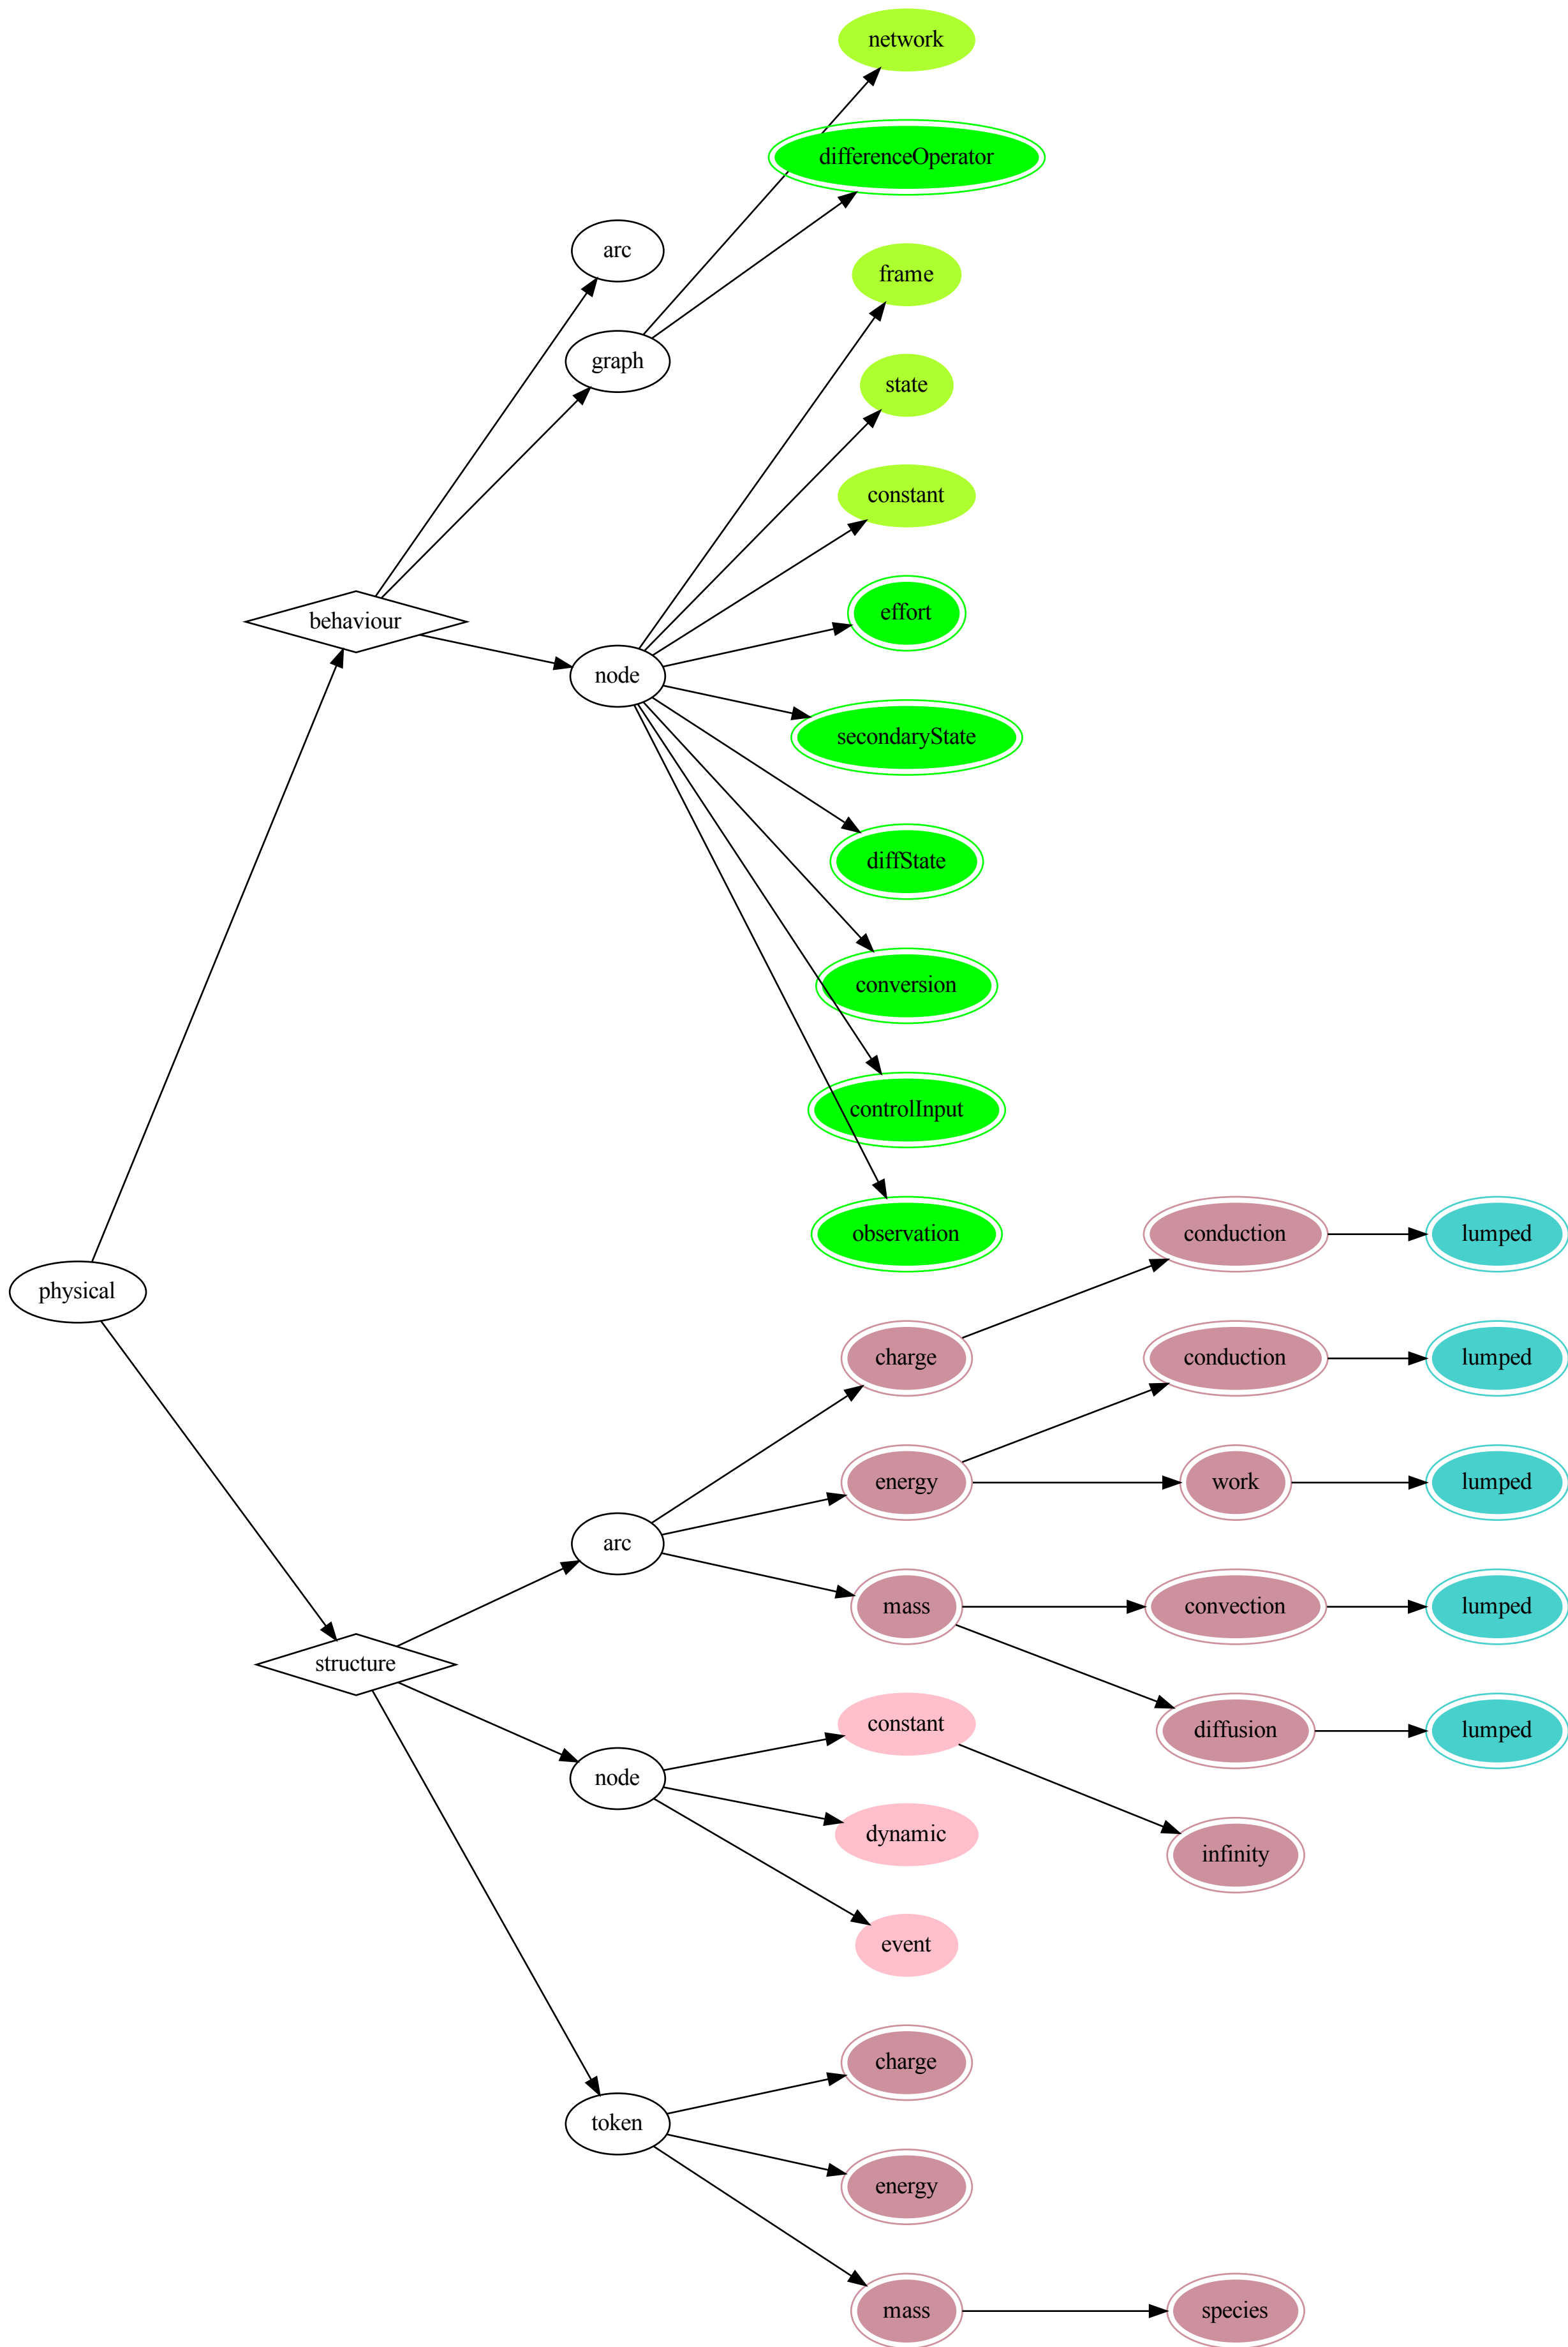 network
differenceOperator
arc
frame
graph
state
constant
effort
behaviour
node
secondaryState
diffState
conversion
controlInput
observation
conduction
lumped
physical
charge
conduction
lumped
energy
work
lumped
arc
mass
convection
lumped
structure
constant
diffusion
lumped
node
dynamic
infinity
event
charge
token
energy
mass
species